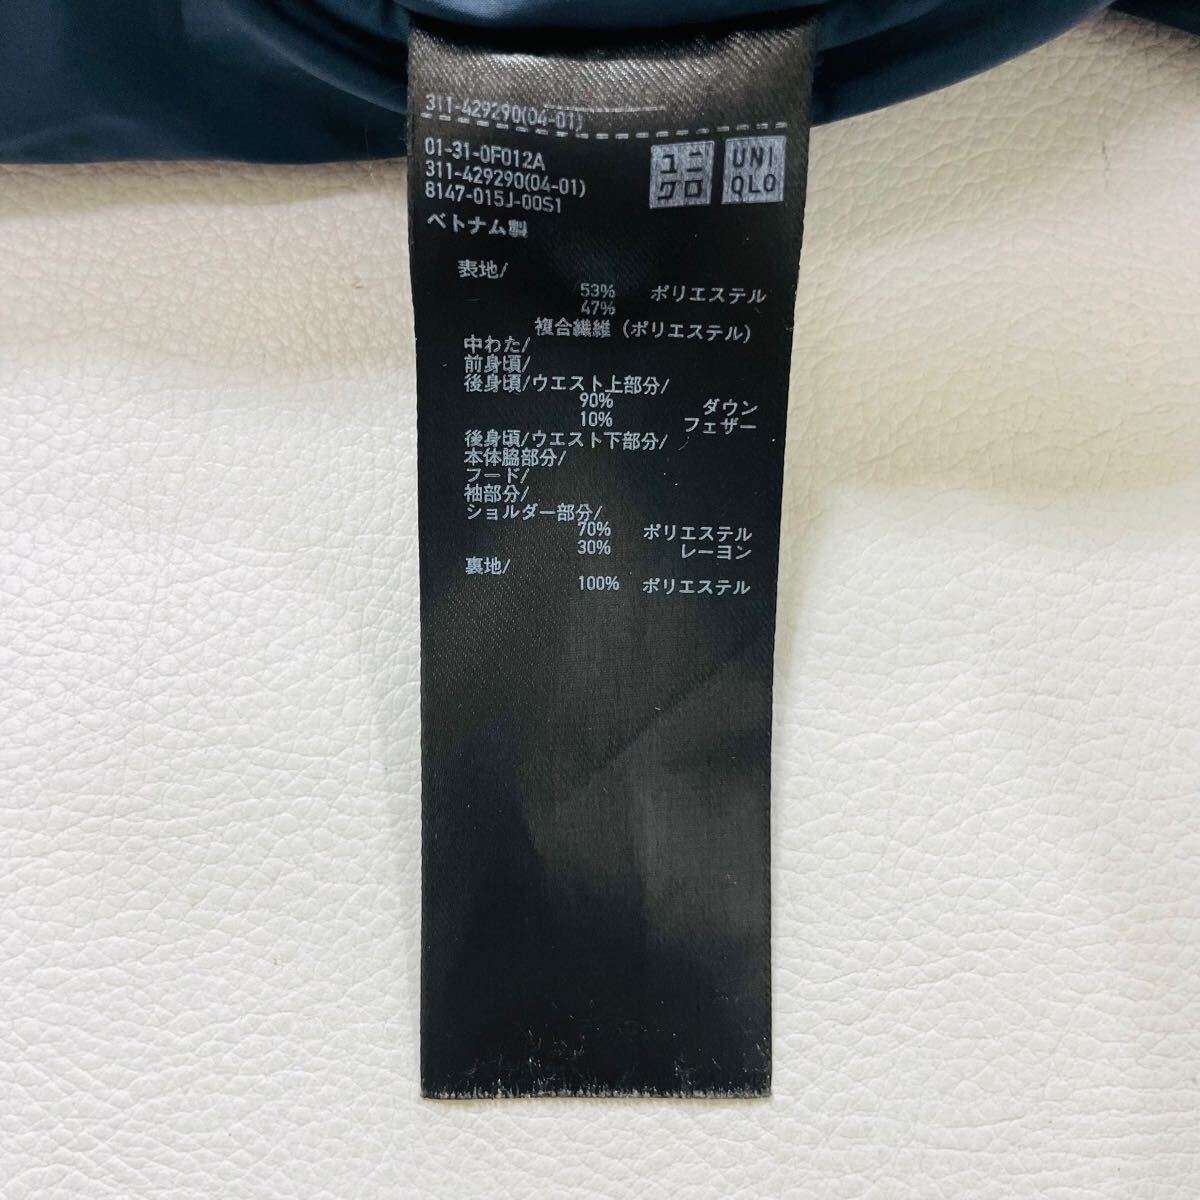 311-429290(04-01)
01-31-0F012A
311-429290(04-01)
8147-015J-00S1
ベトナム製
ユニ
クロ
UNI
QLO
表地/
53% ポリエステル
47%
複合繊維 (ポリエステル)
中わた/
前身頃/
後身頃/ウエスト上部分/
90% ダウン
10% フェザー
後身頃/ウエスト下部分/
本体脇部分/
フード/
袖部分/
ショルダー部分/
70% ポリエステル
30% レーヨン
裏地/
100% ポリエステル